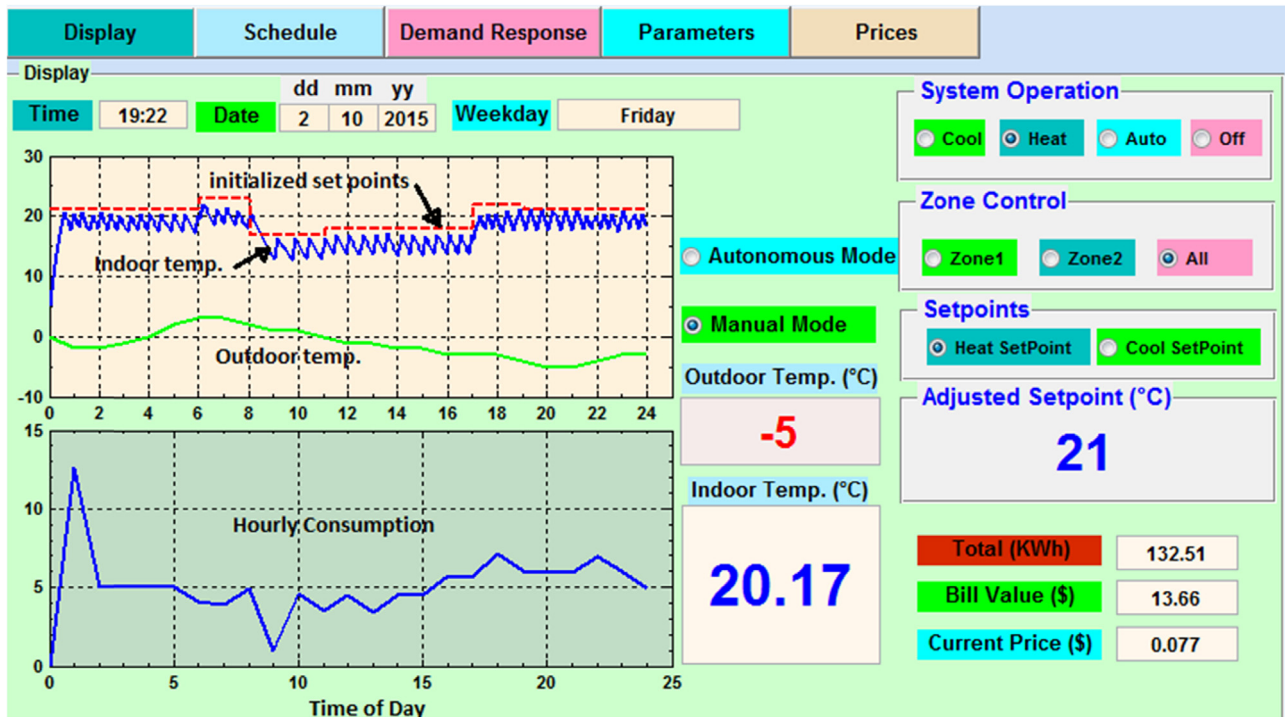 Display Schedule Demand Response Parameters Prices
Display
dd mm yy
Time 19:22 Date 2 10 2015 Weekday Friday
System Operation
Cool Heat Auto Off
30
20
10
0
-10
initialized set points
Indoor temp.
Outdoor temp.
0 2 4 6 8 10 12 14 16 18 20 22 24
Zone Control
Zone1 Zone2 All
Autonomous Mode
Manual Mode
Setpoints
Heat SetPoint Cool SetPoint
Outdoor Temp. (°C)
-5
Adjusted Setpoint (°C)
21
15
10
5
0
Hourly Consumption
0 5 10 15 20 25
Time of Day
Indoor Temp. (°C)
20.17
Total (KWh) 132.51
Bill Value ($) 13.66
Current Price ($) 0.077